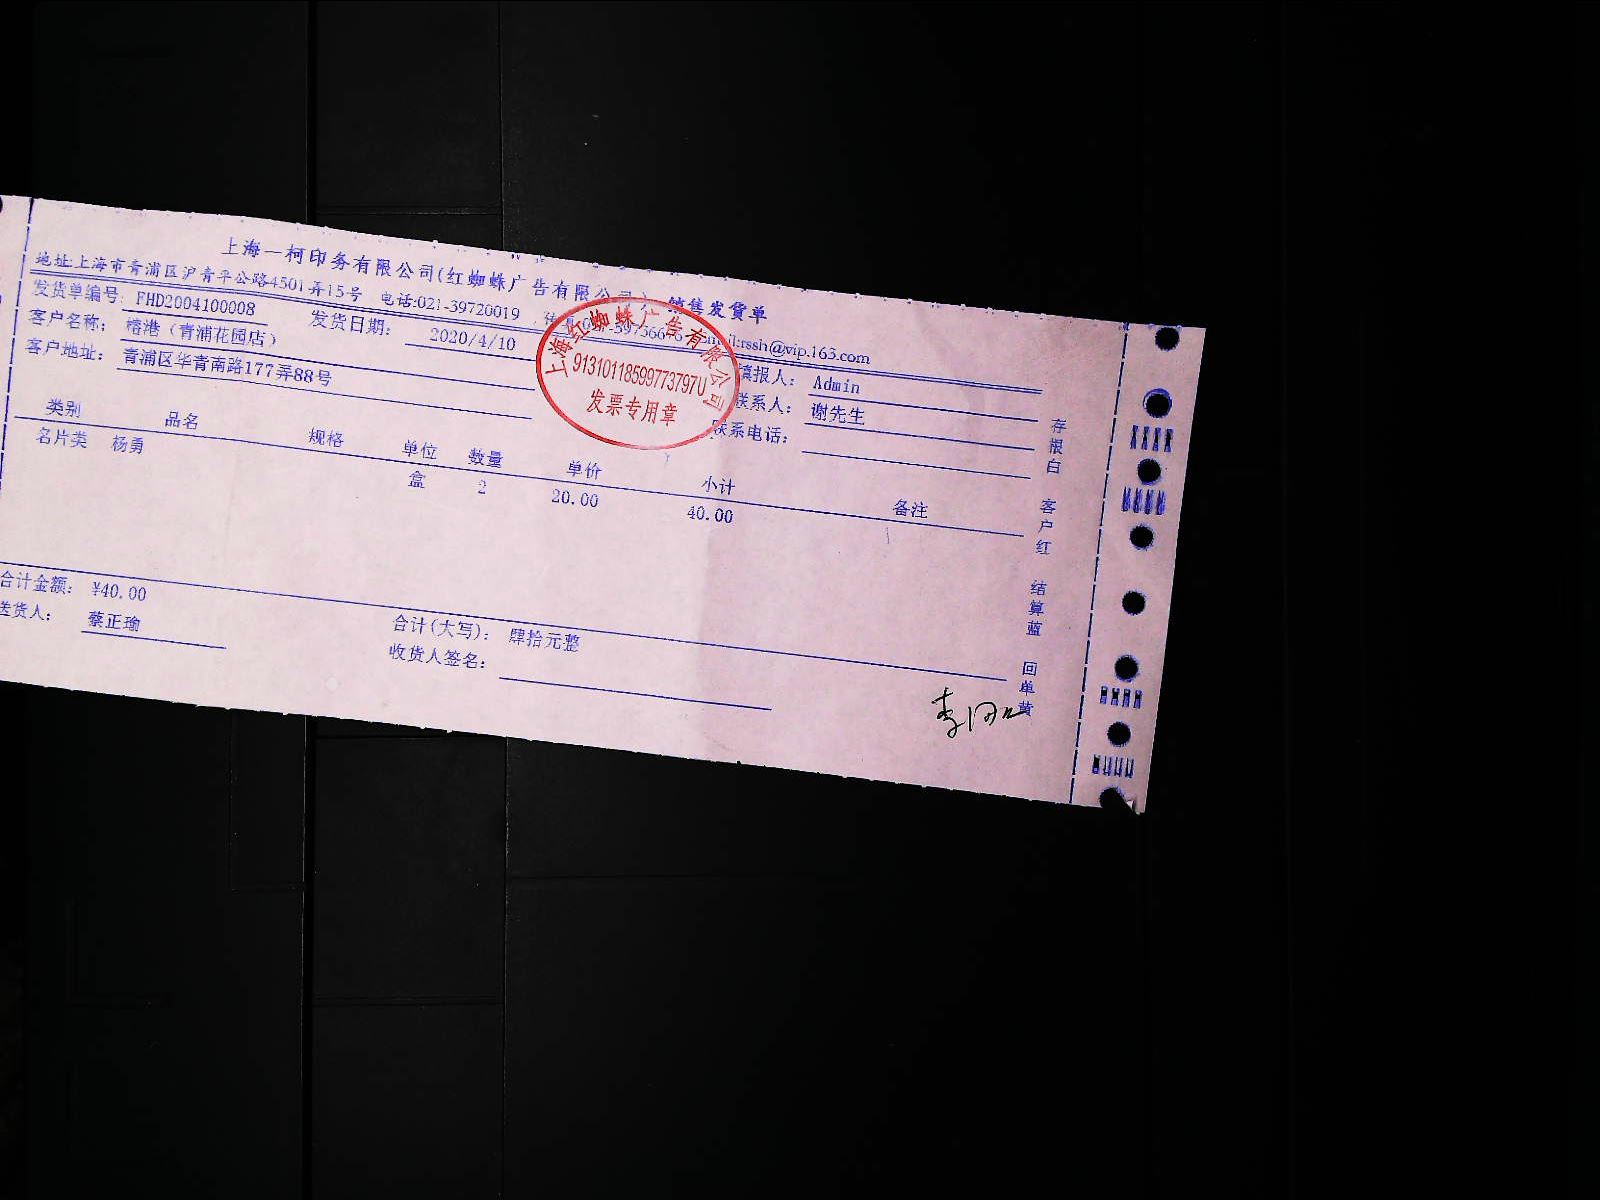 上海一柯印务有限公司(红蜘蛛广告有限公司) 销售发货单
地址:上海市青浦区沪青平公路4501弄15号 电话:021-39720019 rssh@vip.163.com
发货单编号: FHD2004100008 发货日期: 2020/4/10 填报人: Admin
客户名称: 椿港(青浦花园店) 联系人: 谢先生
客户地址: 青浦区华青南路177弄88号 联系电话:
类别 品名 规格 单位 数量 单价 小计 备注
名片类 杨勇 盒 2 20.00 40.00
合计金额: ¥40.00 合计(大写): 肆拾元整
送货人: 蔡正瑜 收货人签名:
存根白 客户红 结算蓝 回单黄
上海红蜘蛛广告有限公司
91310118599773797U
发票专用章